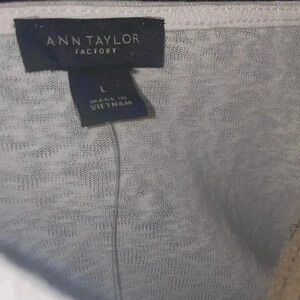 ANN TAYLOR
FACTORY
L
MADE IN
VIETNAM